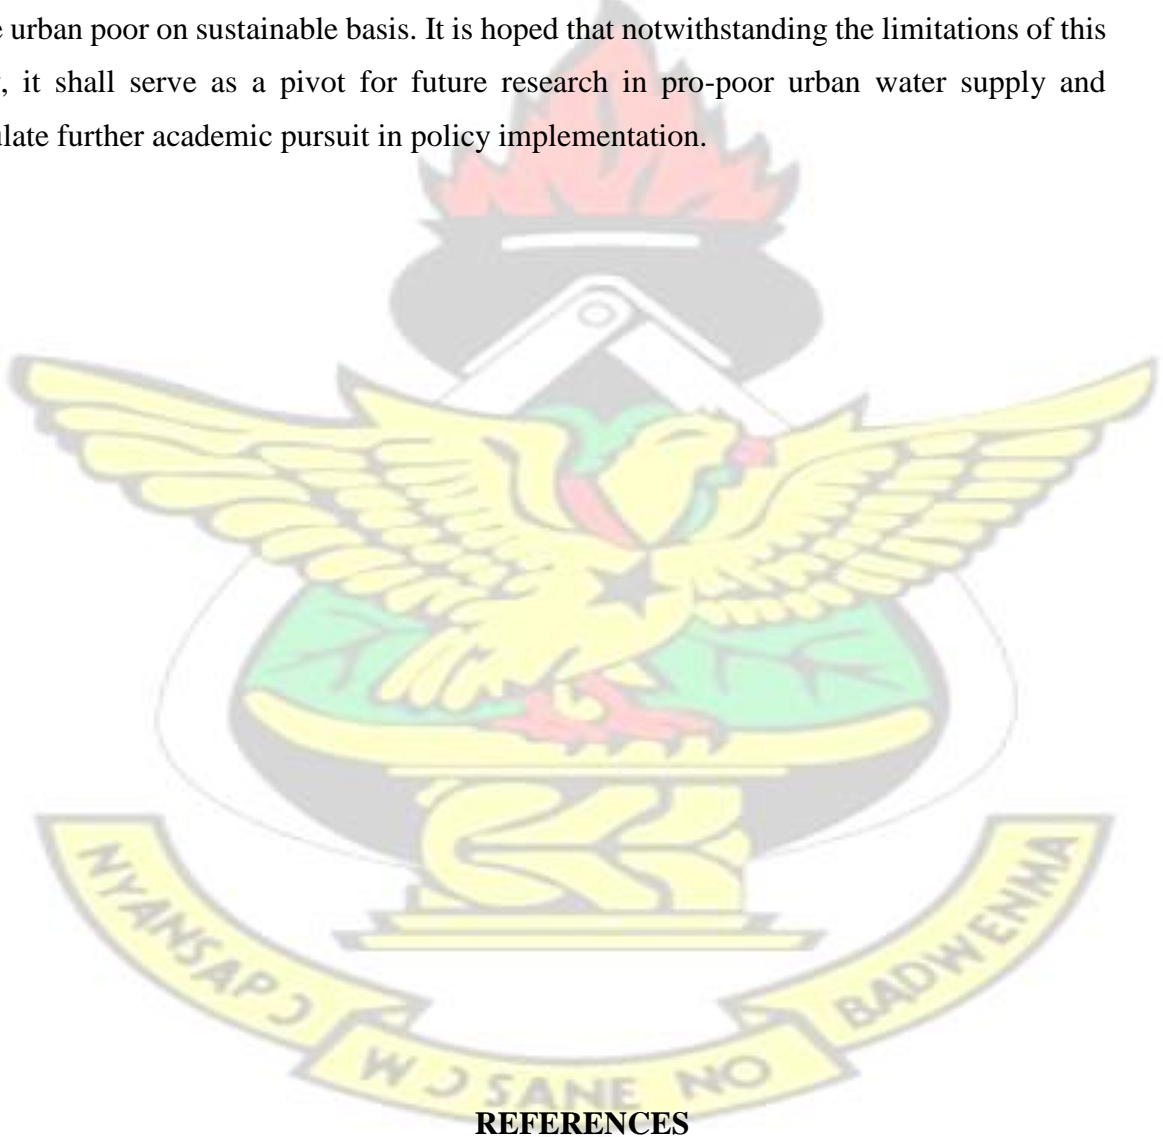 urban poor on sustainable basis. It is hoped that notwithstanding the limitations of this
, it shall serve as a pivot for future research in pro-poor urban water supply and
ulate further academic pursuit in policy implementation.
NYANSAPƆ
WƆSANE NO
BADWENMA
REFERENCES